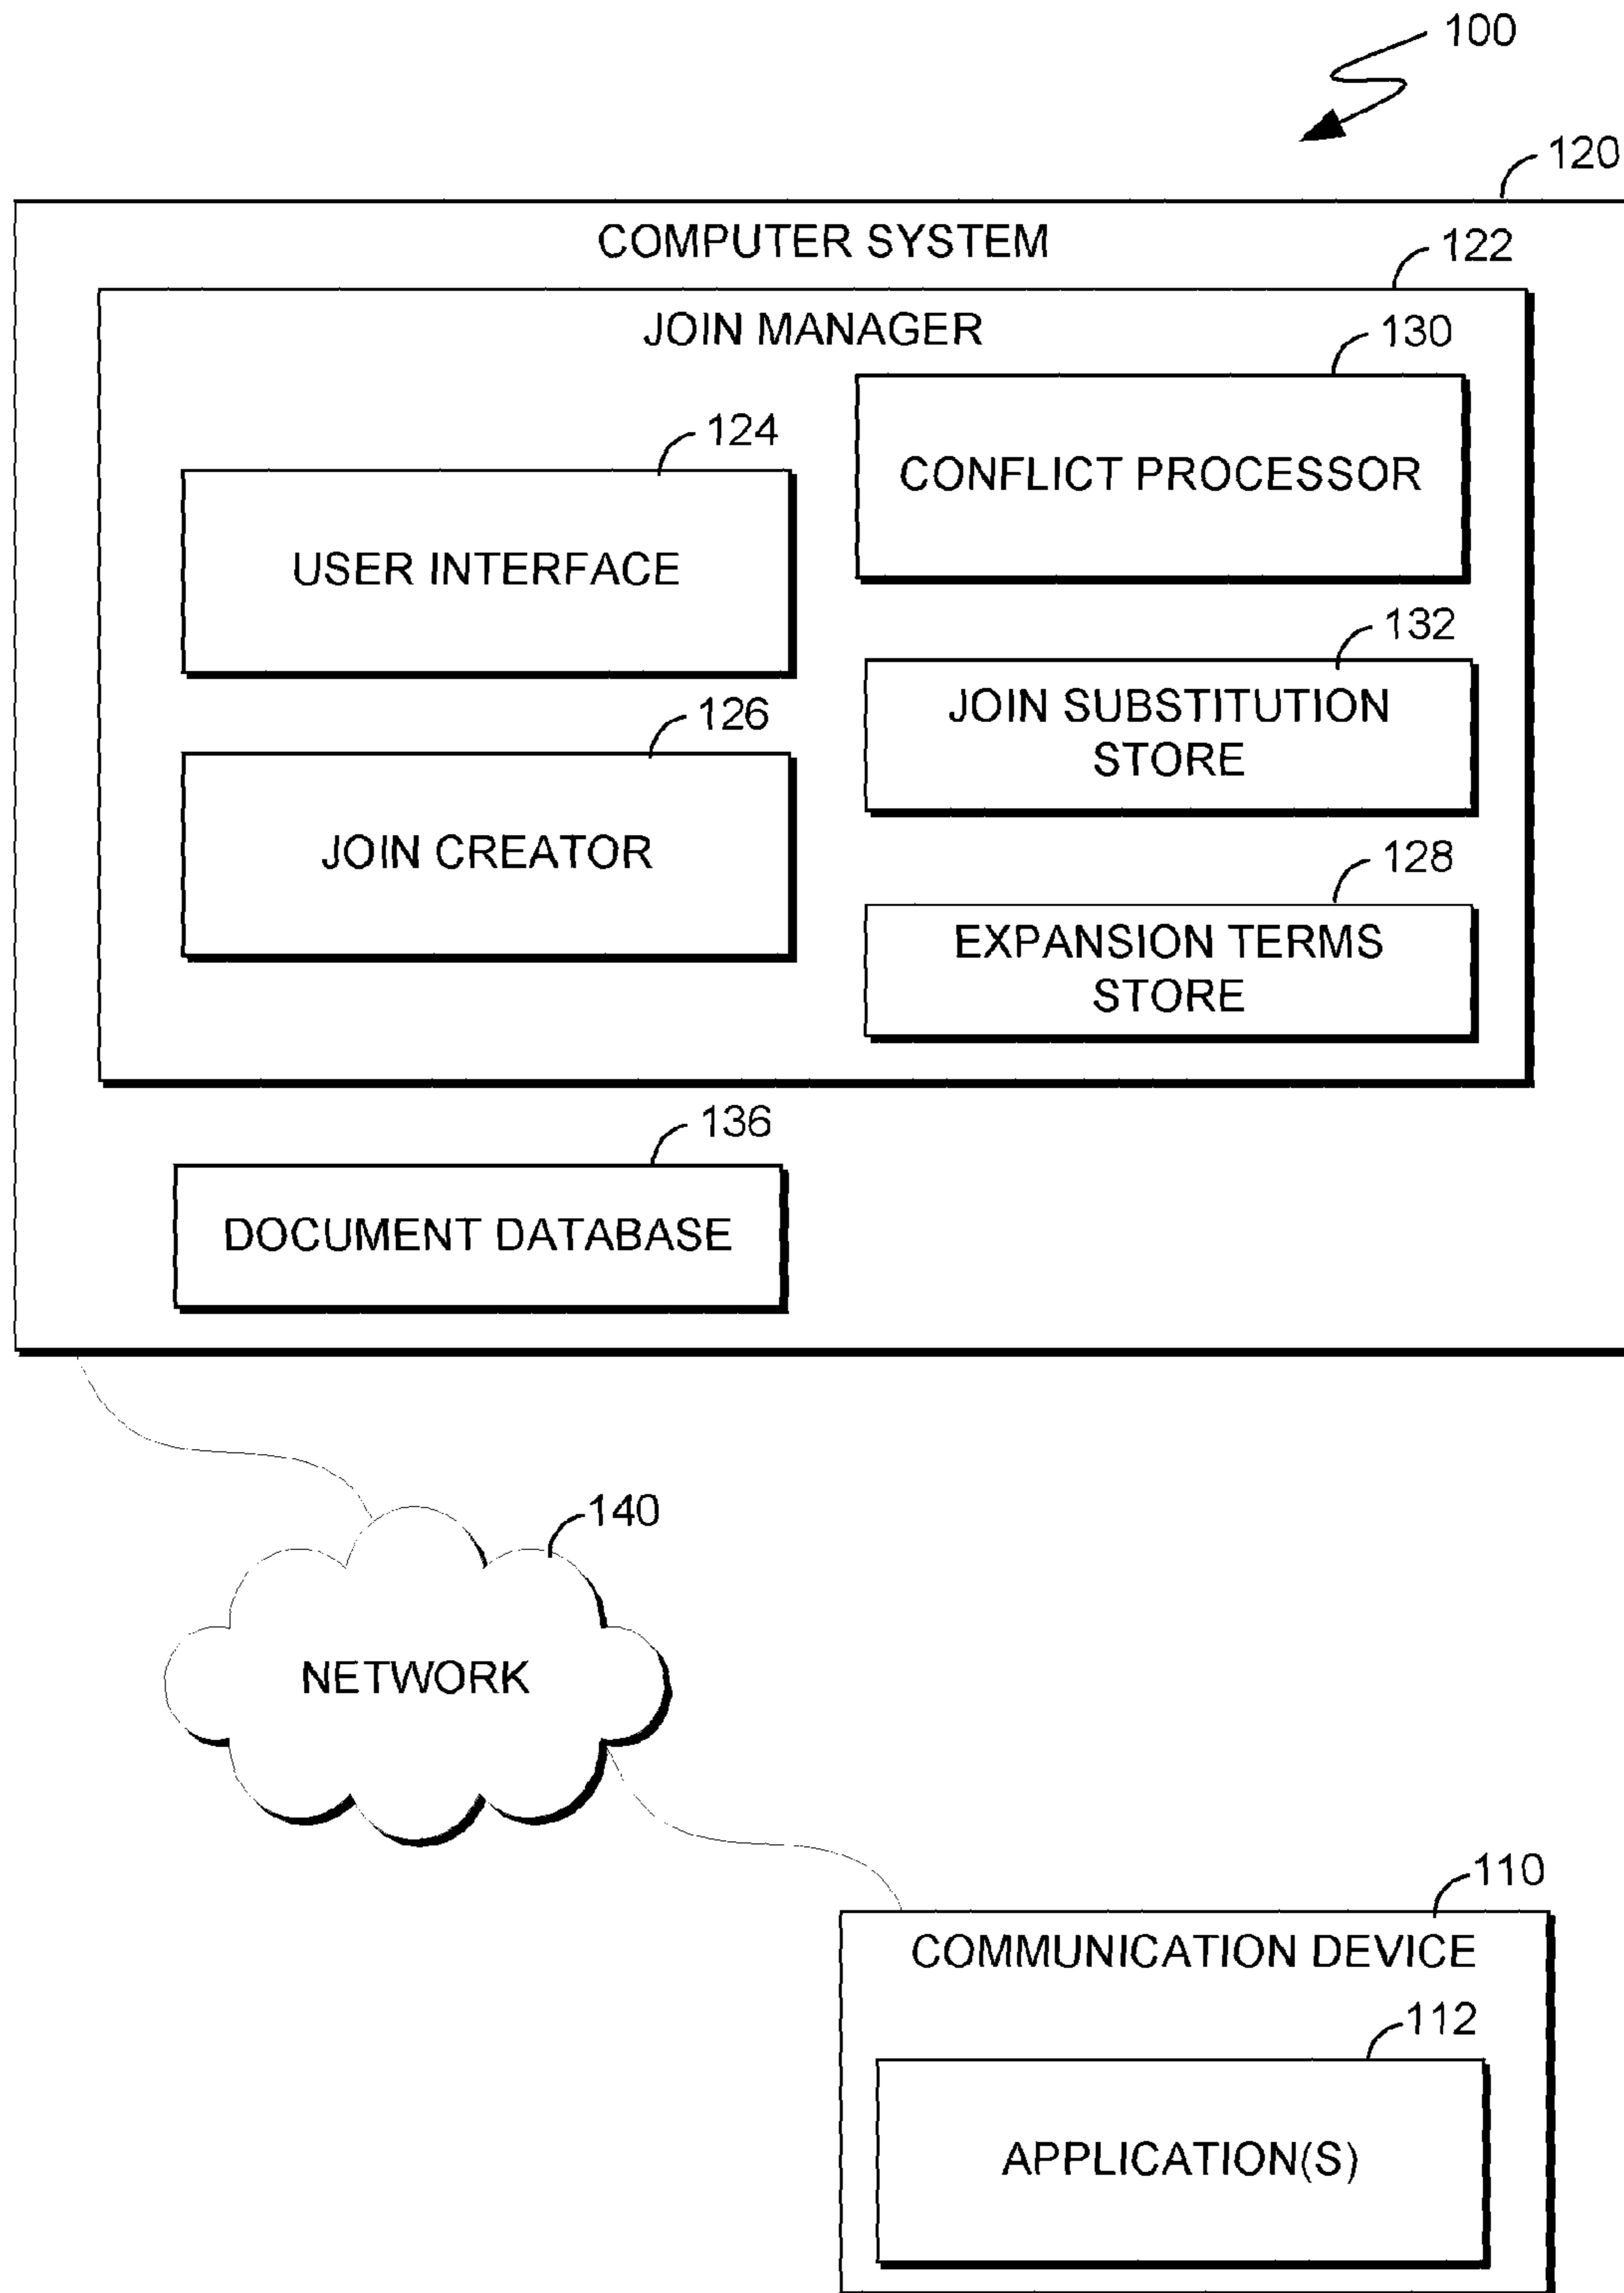 100
120
COMPUTER SYSTEM
122
JOIN MANAGER
130
CONFLICT PROCESSOR
124
USER INTERFACE
132
JOIN SUBSTITUTION
STORE
126
JOIN CREATOR
128
EXPANSION TERMS
STORE
136
DOCUMENT DATABASE
140
NETWORK
110
COMMUNICATION DEVICE
112
APPLICATION(S)